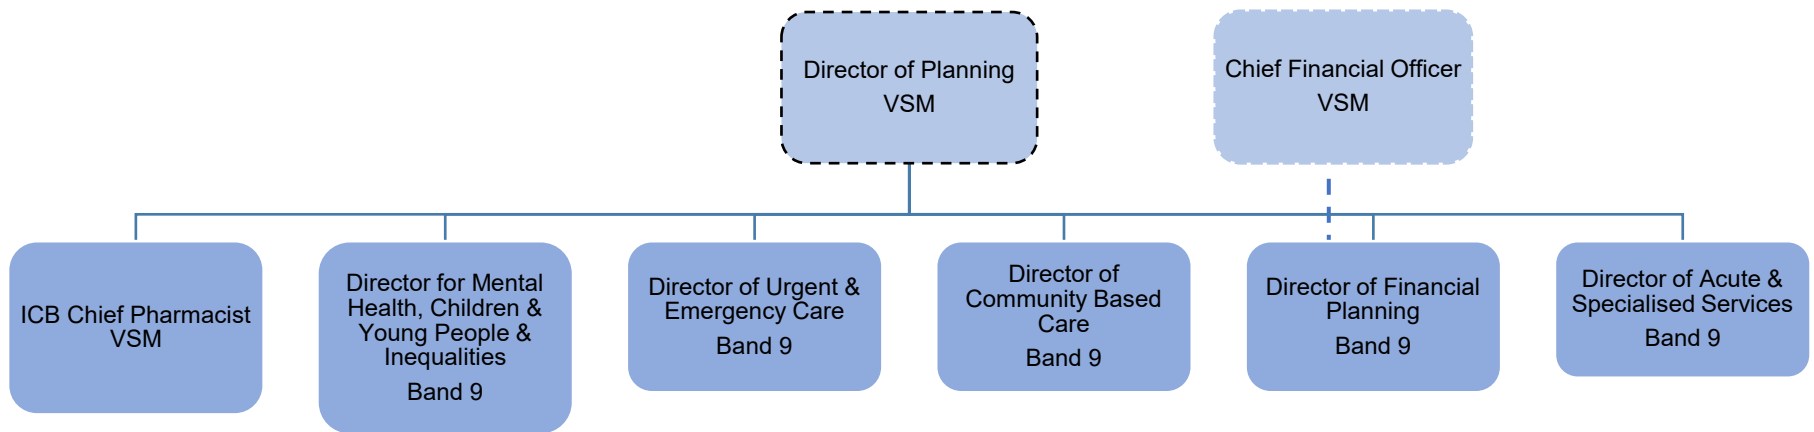 Director of Planning
VSM
Chief Financial Officer
VSM
ICB Chief Pharmacist
VSM
Director for Mental
Health, Children &
Young People &
Inequalities
Band 9
Director of Urgent &
Emergency Care
Band 9
Director of
Community Based
Care
Band 9
Director of Financial
Planning
Band 9
Director of Acute &
Specialised Services
Band 9